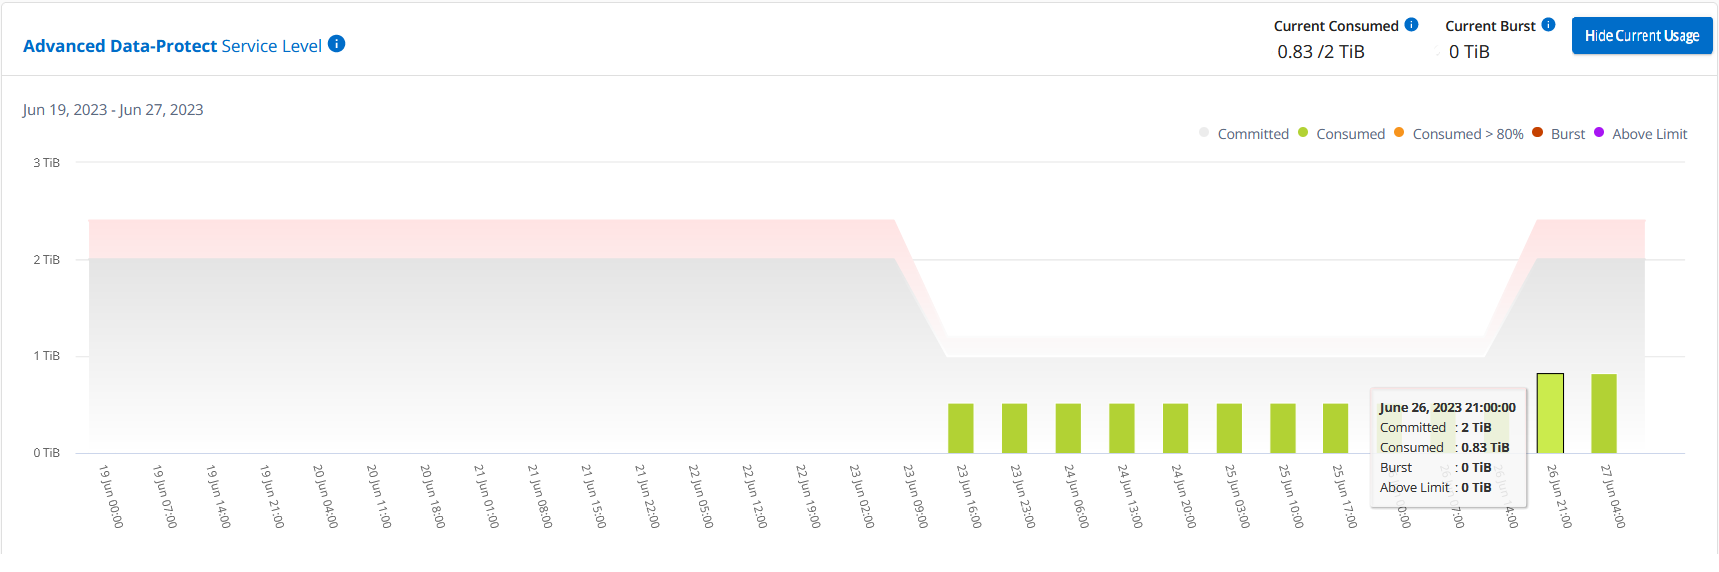 Advanced Data-Protect Service Level
Current Consumed
0.83 /2 TiB
Current Burst
0 TiB
Hide Current Usage
Jun 19, 2023 - Jun 27, 2023
Committed Consumed Consumed > 80% Burst Above Limit
3 TiB
2 TiB
1 TiB
0 TiB
June 26, 2023 21:00:00
Committed : 2 TiB
Consumed : 0.83 TiB
Burst : 0 TiB
Above Limit : 0 TiB
19 Jun 00:00
19 Jun 07:00
19 Jun 14:00
19 Jun 21:00
20 Jun 04:00
20 Jun 11:00
20 Jun 18:00
21 Jun 01:00
21 Jun 08:00
21 Jun 15:00
21 Jun 22:00
22 Jun 05:00
22 Jun 12:00
22 Jun 19:00
23 Jun 02:00
23 Jun 09:00
23 Jun 16:00
23 Jun 23:00
24 Jun 06:00
24 Jun 13:00
24 Jun 20:00
25 Jun 03:00
25 Jun 10:00
25 Jun 17:00
26 Jun 21:00
27 Jun 04:00